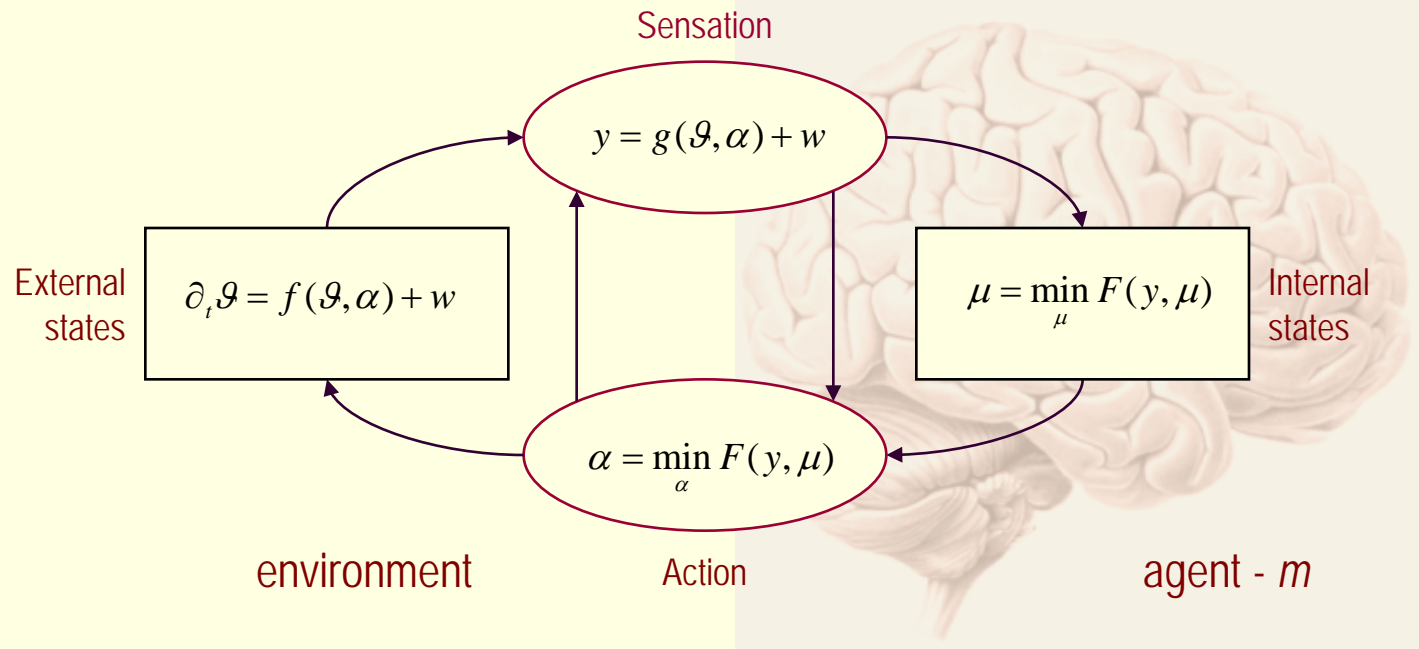 Sensation
y = g(ϑ, α) + w
External
states
∂ₜϑ = f(ϑ, α) + w
μ = min F(y, μ)
μ
Internal
states
α = min F(y, μ)
α
environment
Action
agent - m